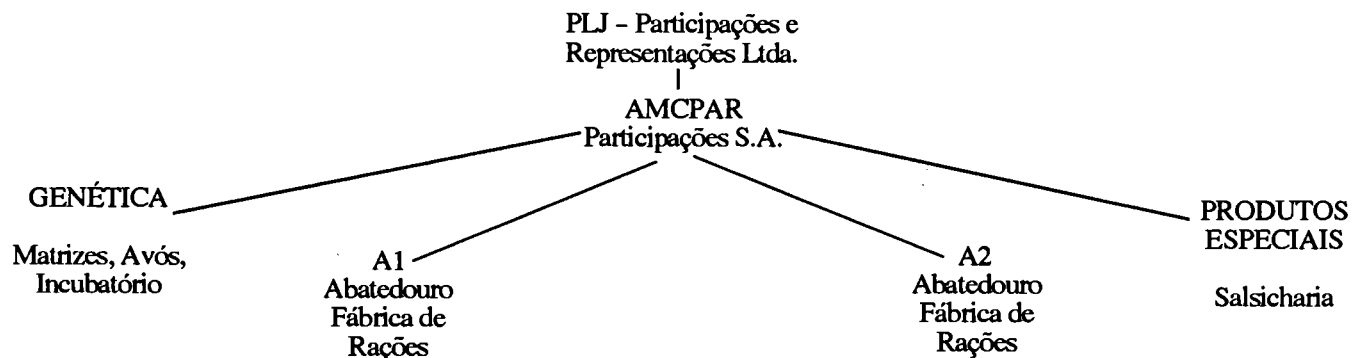 PLJ – Participações e
Representações Ltda.
AMCPAR
Participações S.A.
GENÉTICA
Matrizes, Avós,
Incubatório
A1
Abatedouro
Fábrica de
Rações
A2
Abatedouro
Fábrica de
Rações
PRODUTOS
ESPECIAIS
Salsicharia